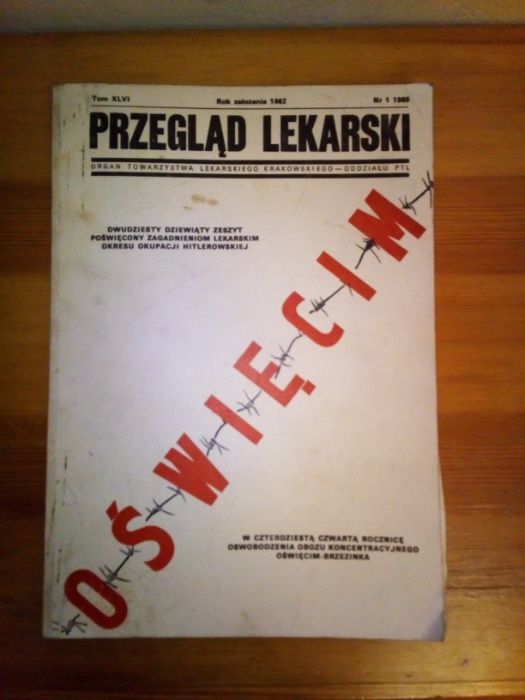 Tom XLVI Rok założenia 1862 Nr 1 1989
PRZEGLĄD LEKARSKI
ORGAN TOWARZYSTWA LEKARSKIEGO KRAKOWSKIEGO — ODDZIAŁU PTL
DWUDZIESTY DZIEWIĄTY ZESZYT
POŚWIĘCONY ZAGADNIENIOM LEKARSKIM
OKRESU OKUPACJI HITLEROWSKIEJ
OŚWIĘCIM
W CZTERDZIESTĄ CZWARTĄ ROCZNICĘ
OSWOBODZENIA OBOZU KONCENTRACYJNEGO
OŚWIĘCIM-BRZEZINKA